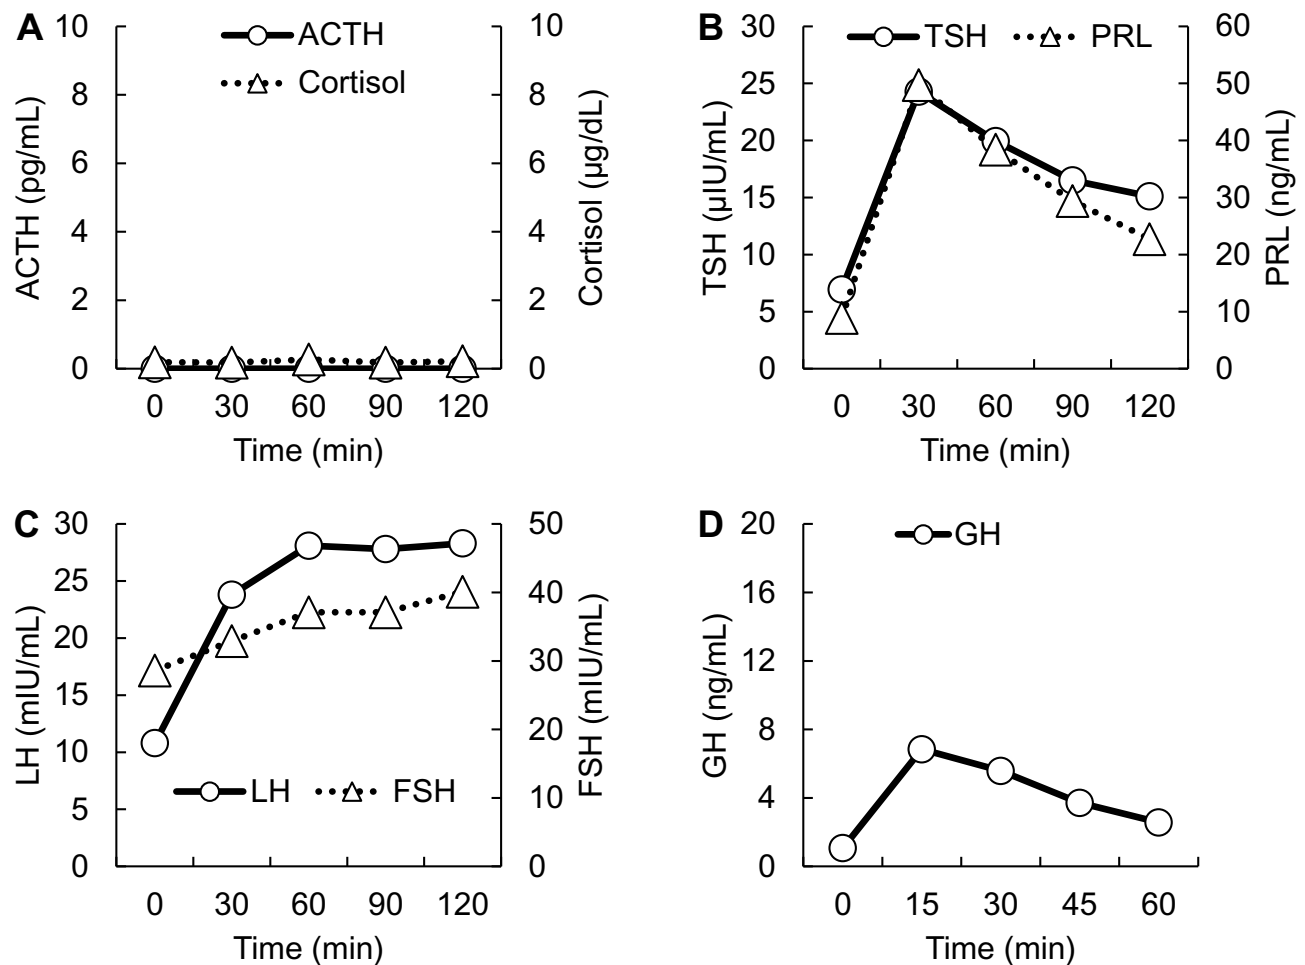 A
ACTH
Cortisol
ACTH (pg/mL)
10
8
6
4
2
0
Cortisol (µg/dL)
10
8
6
4
2
0
0 30 60 90 120
Time (min)
B
TSH PRL
TSH (µIU/mL)
30
25
20
15
10
5
0
PRL (ng/mL)
60
50
40
30
20
10
0
0 30 60 90 120
Time (min)
C
LH (mIU/mL)
30
25
20
15
10
5
0
LH FSH
FSH (mIU/mL)
50
40
30
20
10
0
0 30 60 90 120
Time (min)
D
GH
GH (ng/mL)
20
16
12
8
4
0
0 15 30 45 60
Time (min)